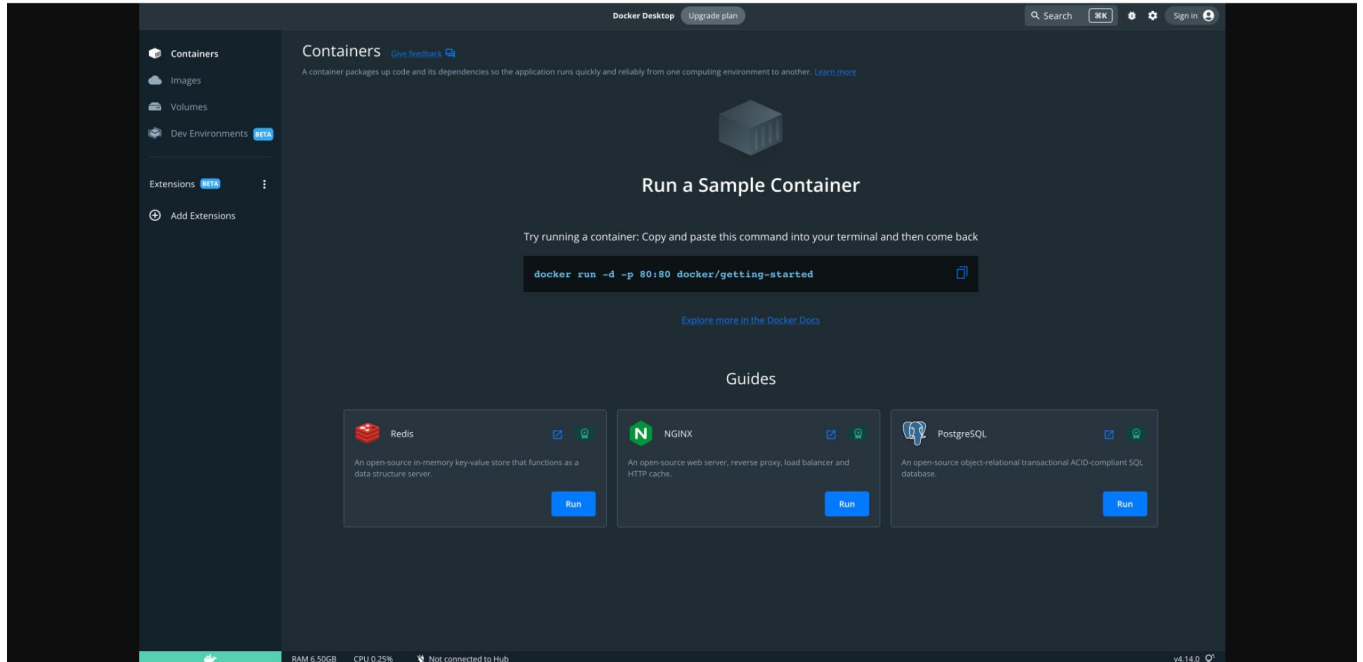 Docker Desktop Upgrade plan
Search ⌘K Sign in
Containers
Images
Volumes
Dev Environments BETA
Extensions BETA
Add Extensions
Containers Give feedback
A container packages up code and its dependencies so the application runs quickly and reliably from one computing environment to another. Learn more
Run a Sample Container
Try running a container: Copy and paste this command into your terminal and then come back
docker run -d -p 80:80 docker/getting-started
Explore more in the Docker Docs
Guides
Redis
An open-source in-memory key-value store that functions as a
data structure server.
Run
N NGINX
An open-source web server, reverse proxy, load balancer and
HTTP cache.
Run
PostgreSQL
An open-source object-relational transactional ACID-compliant SQL
database.
Run
RAM 6.50GB CPU 0.25% Not connected to Hub
v4.14.0